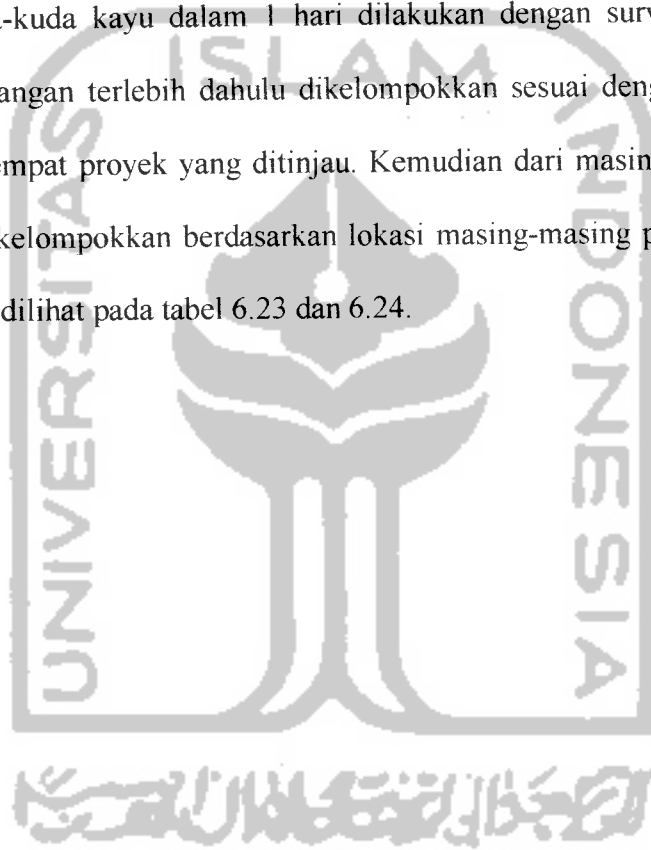 -kuda kayu dalam 1 hari dilakukan dengan surv
angan terlebih dahulu dikelompokkan sesuai deng
empat proyek yang ditinjau. Kemudian dari masin
kelompokkan berdasarkan lokasi masing-masing p
dilihat pada tabel 6.23 dan 6.24.
ISLAM
UNIVERSITAS
INDONESIA